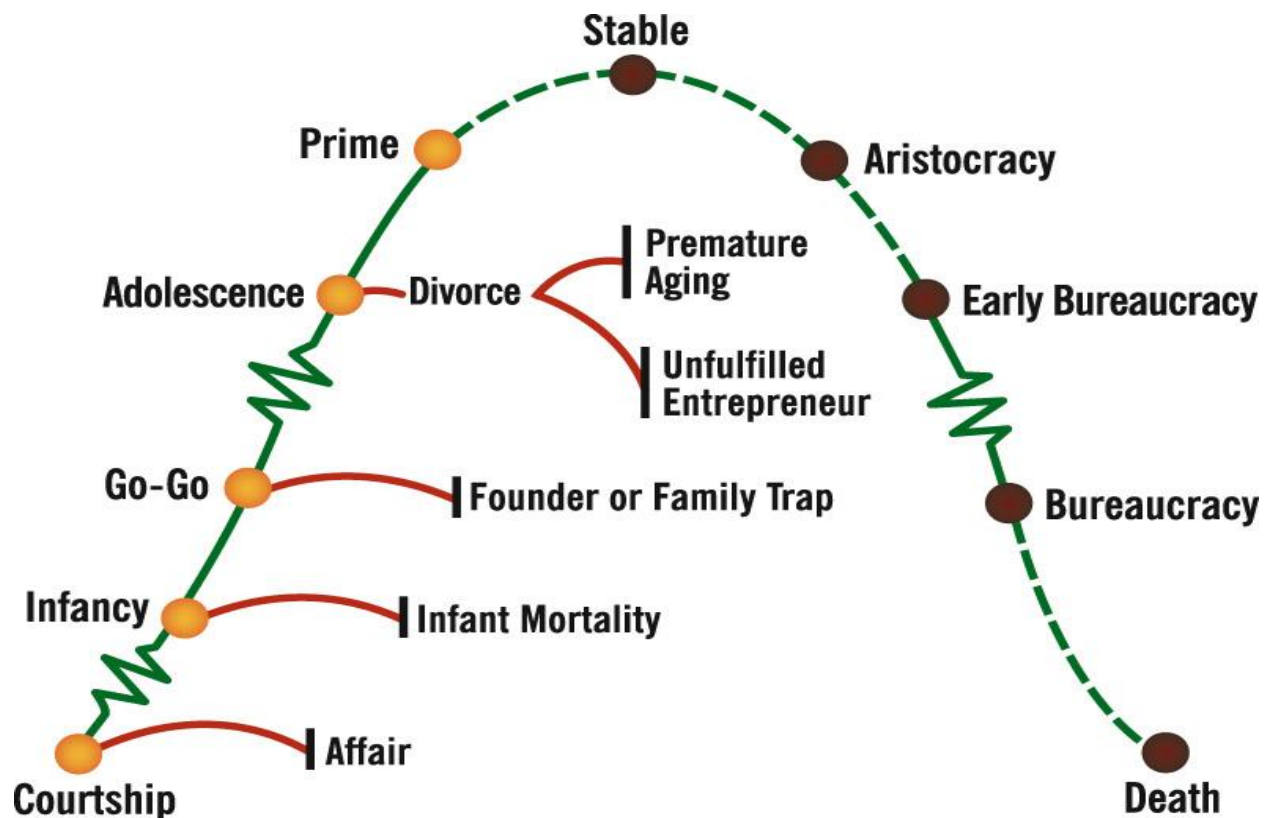 Stable
Prime
Aristocracy
Premature
Aging
Adolescence
Divorce
Early Bureaucracy
Unfulfilled
Entrepreneur
Go-Go
Founder or Family Trap
Bureaucracy
Infancy
Infant Mortality
Affair
Courtship
Death